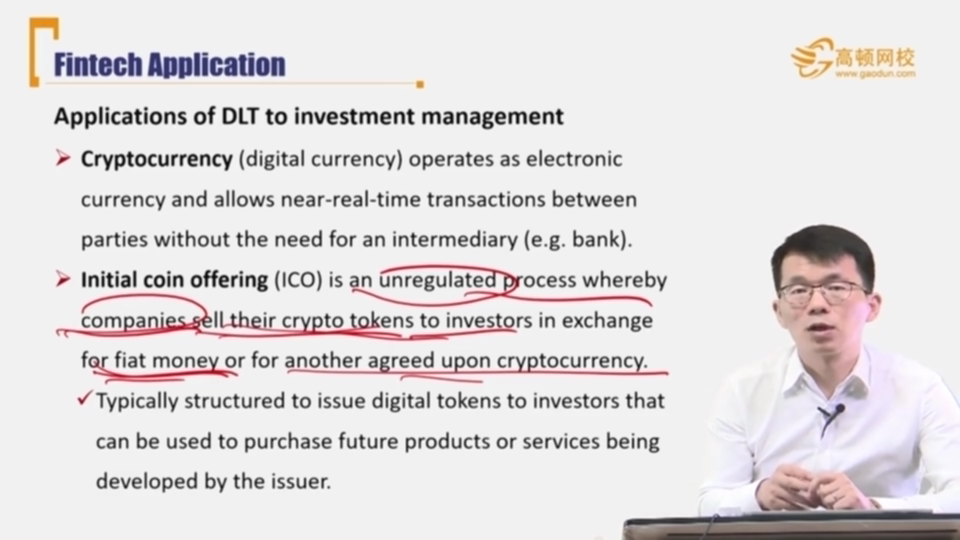 Fintech Application
高顿网校
www.gaodun.com
Applications of DLT to investment management
Cryptocurrency (digital currency) operates as electronic
currency and allows near-real-time transactions between
parties without the need for an intermediary (e.g. bank).
Initial coin offering (ICO) is an unregulated process whereby
companies sell their crypto tokens to investors in exchange
for fiat money or for another agreed upon cryptocurrency.
Typically structured to issue digital tokens to investors that
can be used to purchase future products or services being
developed by the issuer.